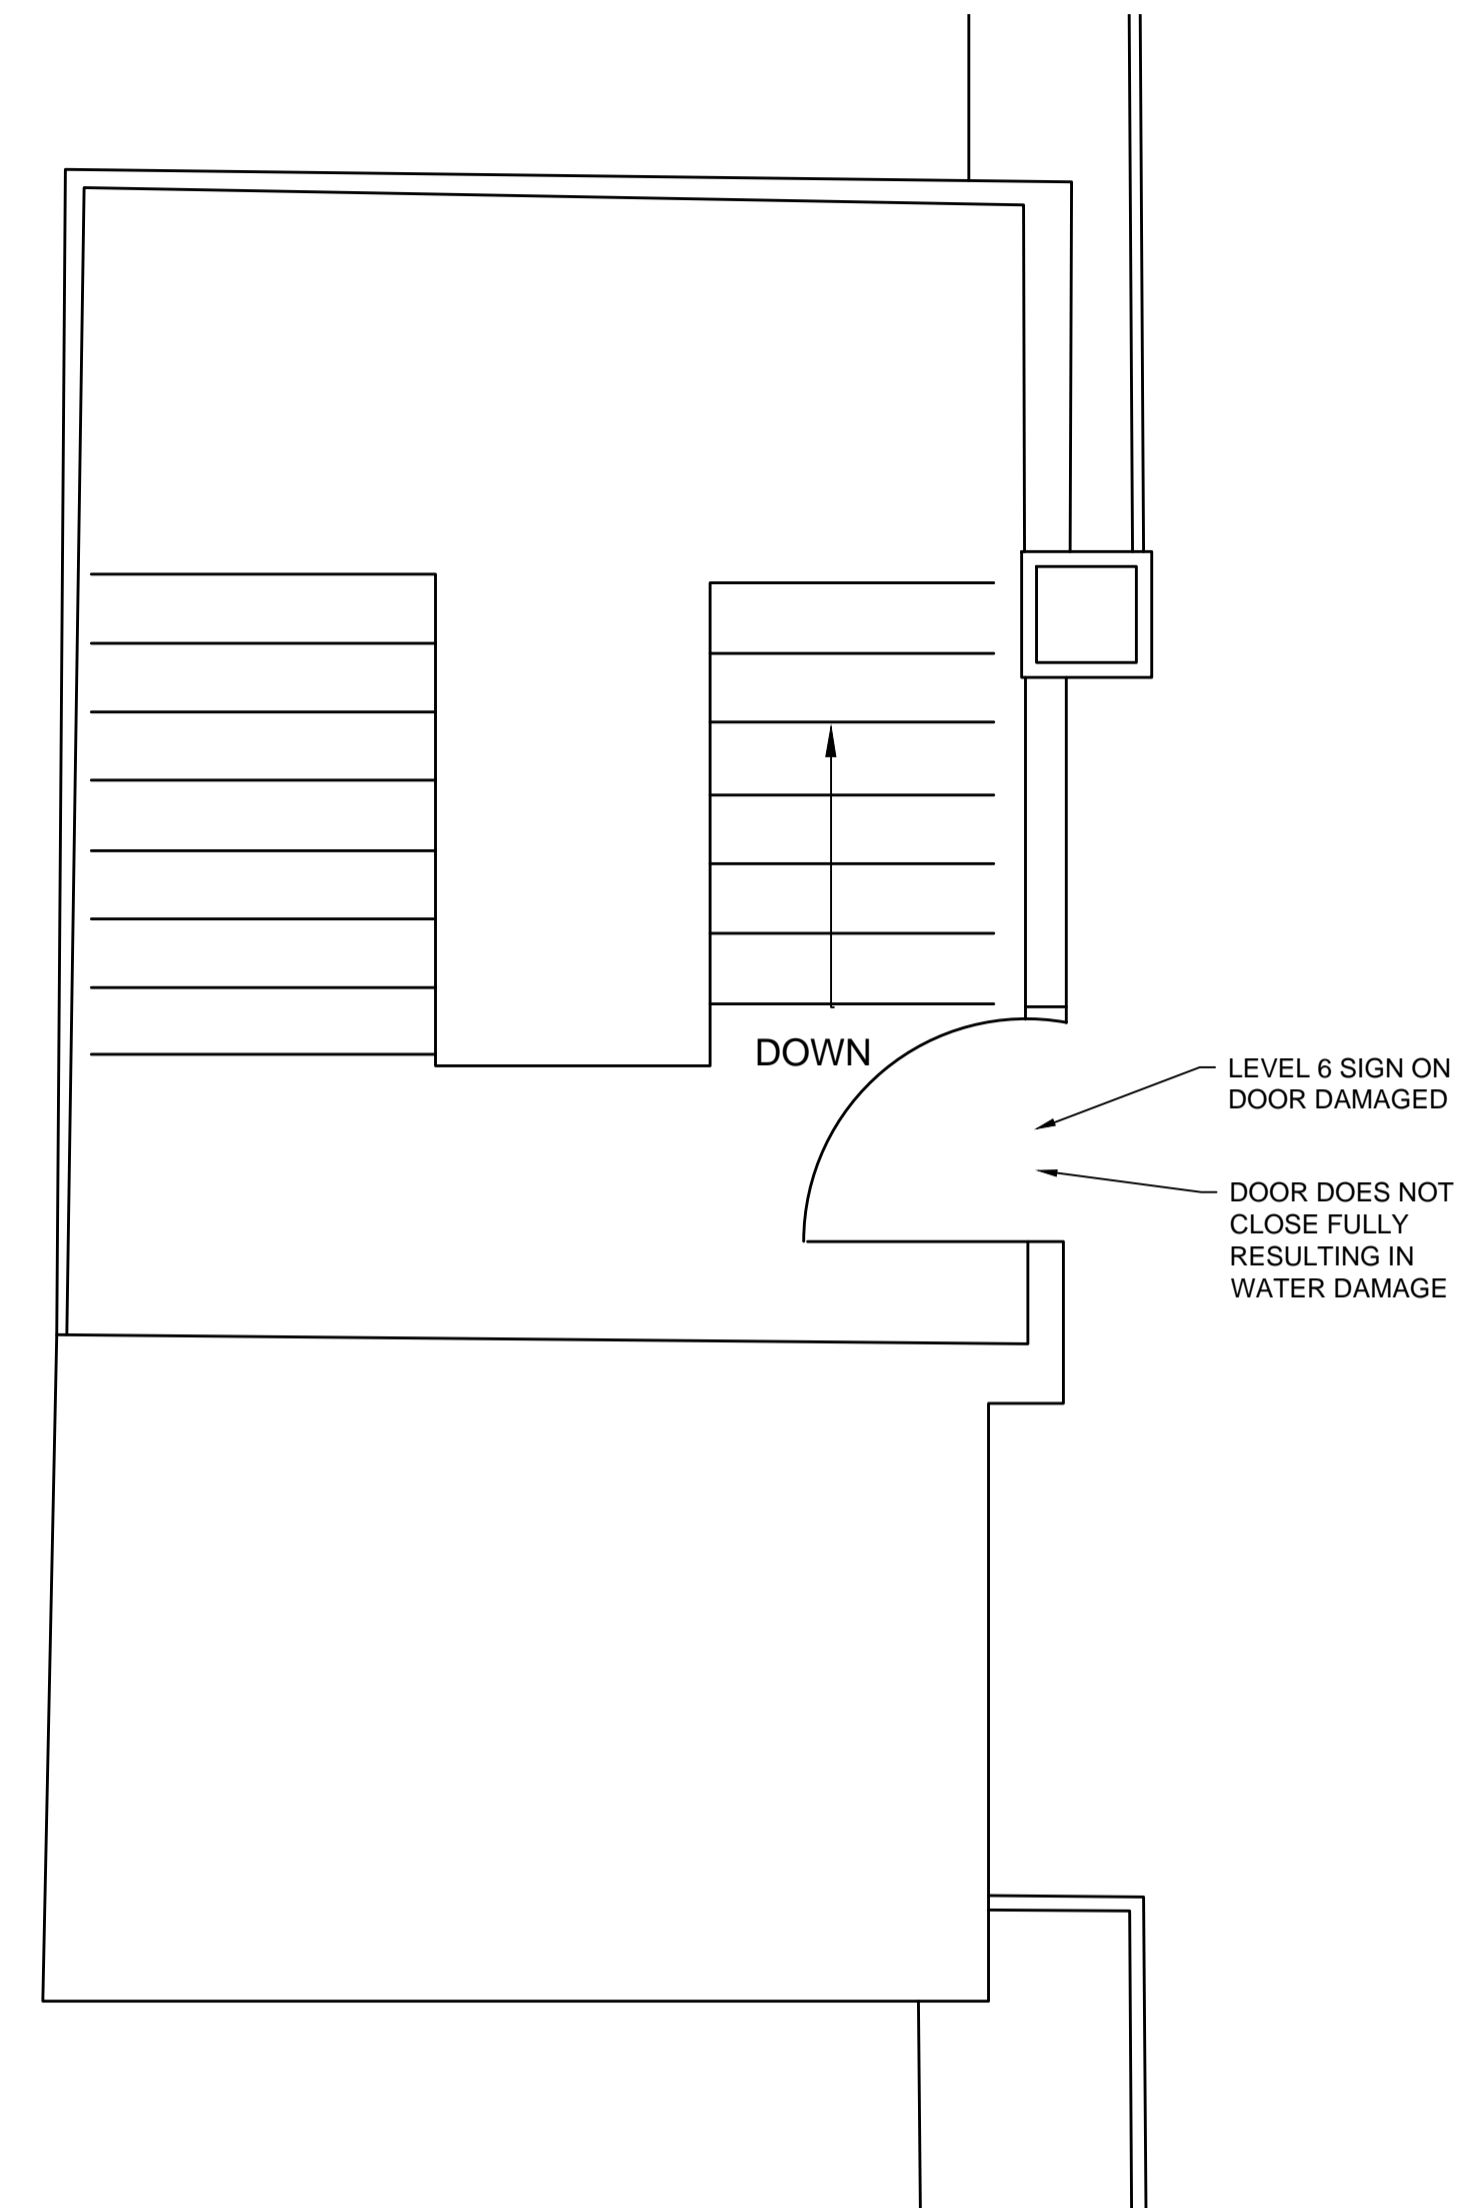 DOWN
LEVEL 6 SIGN ON
DOOR DAMAGED
DOOR DOES NOT
CLOSE FULLY
RESULTING IN
WATER DAMAGE